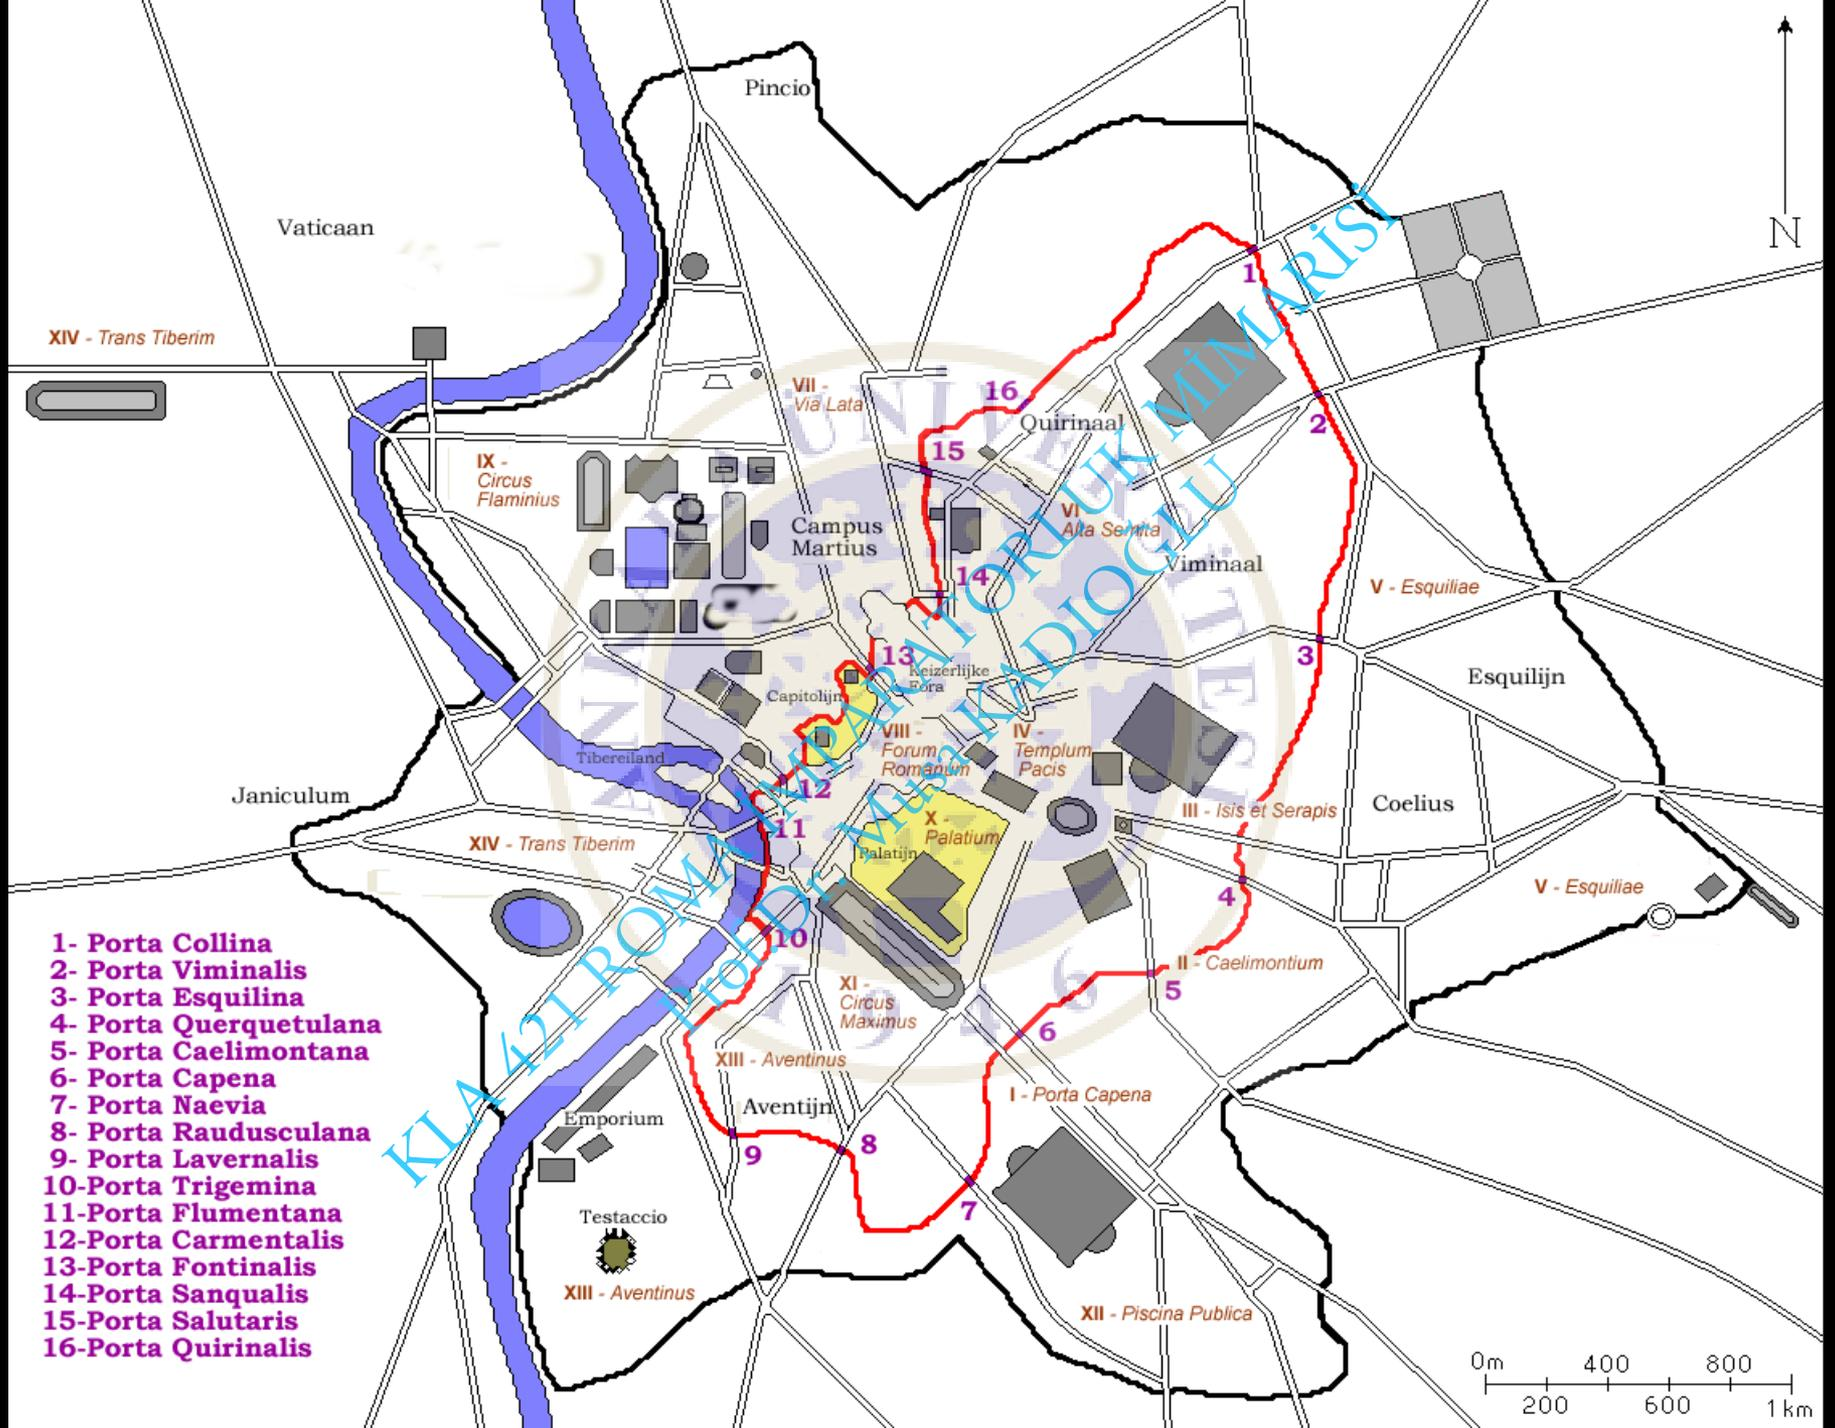 Pincio
N
Vaticaan
1
XIV - Trans Tiberim
VII -
Via Lata
16
Quirinaal
2
15
IX -
Circus
Flaminius
Campus
Martius
VI
Alta Semita
Viminaal
14
V - Esquiliae
13
3
Keizerlijke
Fora
Esquilijn
Capitolijn
VIII -
Forum
Romanum
IV -
Templum
Pacis
Tibereiland
12
Janiculum
Coelius
III - Isis et Serapis
11
X -
Palatium
XIV - Trans Tiberim
Palatijn
V - Esquiliae
4
10
II - Caelimontium
5
XI -
Circus
Maximus
6
XIII - Aventinus
I - Porta Capena
Aventijn
Emporium
8
9
7
Testaccio
XIII - Aventinus
XII - Piscina Publica
1- Porta Collina
2- Porta Viminalis
3- Porta Esquilina
4- Porta Querquetulana
5- Porta Caelimontana
6- Porta Capena
7- Porta Naevia
8- Porta Raudusculana
9- Porta Lavernalis
10-Porta Trigemina
11-Porta Flumentana
12-Porta Carmentalis
13-Porta Fontinalis
14-Porta Sanqualis
15-Porta Salutaris
16-Porta Quirinalis
0m 400 800
200 600 1km
KLA 421 ROMA İMPARATORLUK MİMARİSİ
Prof.Dr. Musa KADIOĞLU
ÜNİVERSİTESİ
1946